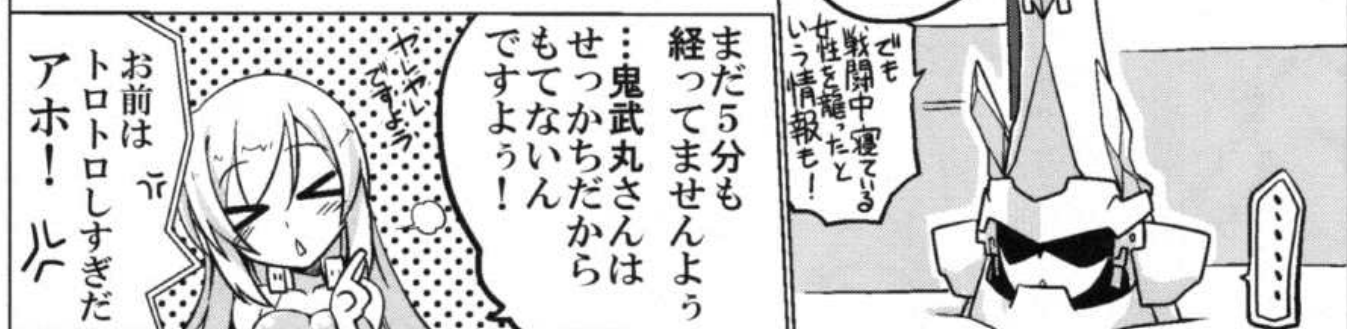 でも
戦闘中寝ている
女性を籠ったと
いう情報も！
……
まだ５分も
経ってませんよぅ
…鬼武丸さんは
せっかちだから
もてないん
ですよぅ！
ヤレヤレ
ですよぅ
お前は
トロトロしすぎだ
アホ！